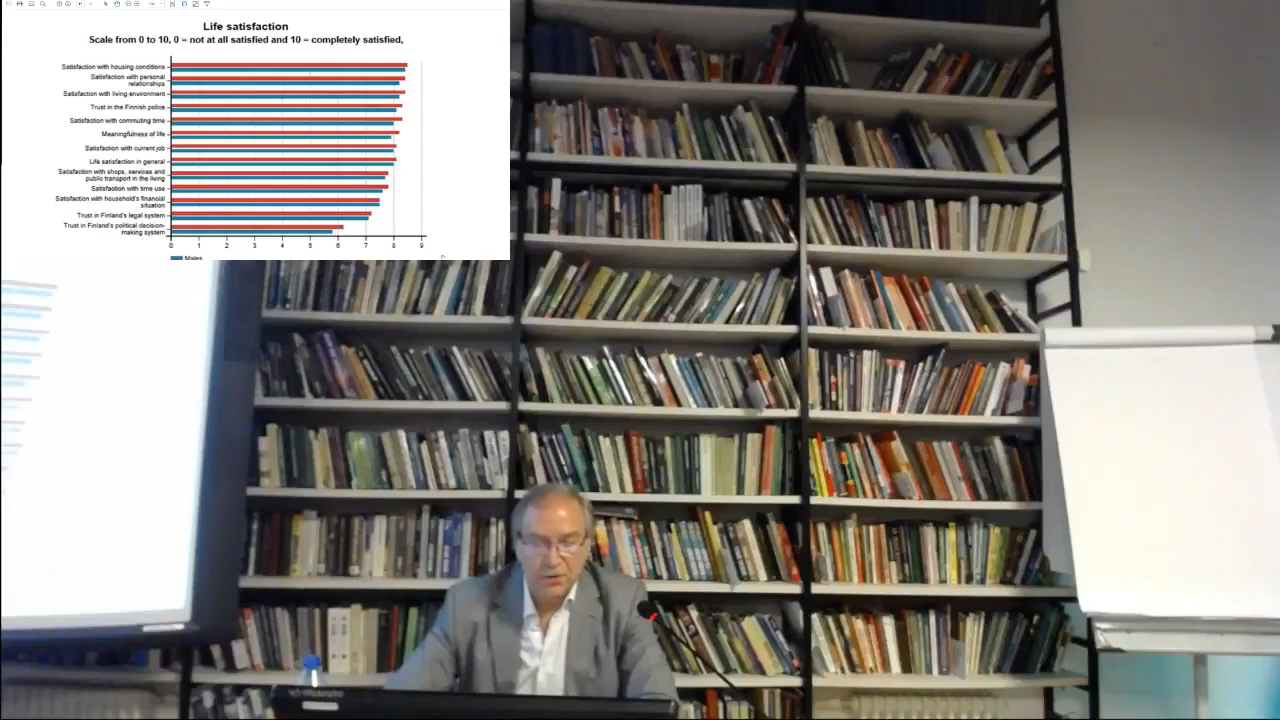 Life satisfaction
Scale from 0 to 10, 0 = not at all satisfied and 10 = completely satisfied,
Satisfaction with housing conditions
Satisfaction with personal
relationships
Satisfaction with living environment
Trust in the Finnish police
Satisfaction with commuting time
Meaningfulness of life
Satisfaction with current job
Life satisfaction in general
Satisfaction with shops, services and
public transport in the living
Satisfaction with time use
Satisfaction with household's financial
situation
Trust in Finland's legal system
Trust in Finland's political decision-
making system
0 1 2 3 4 5 6 7 8 9
Males